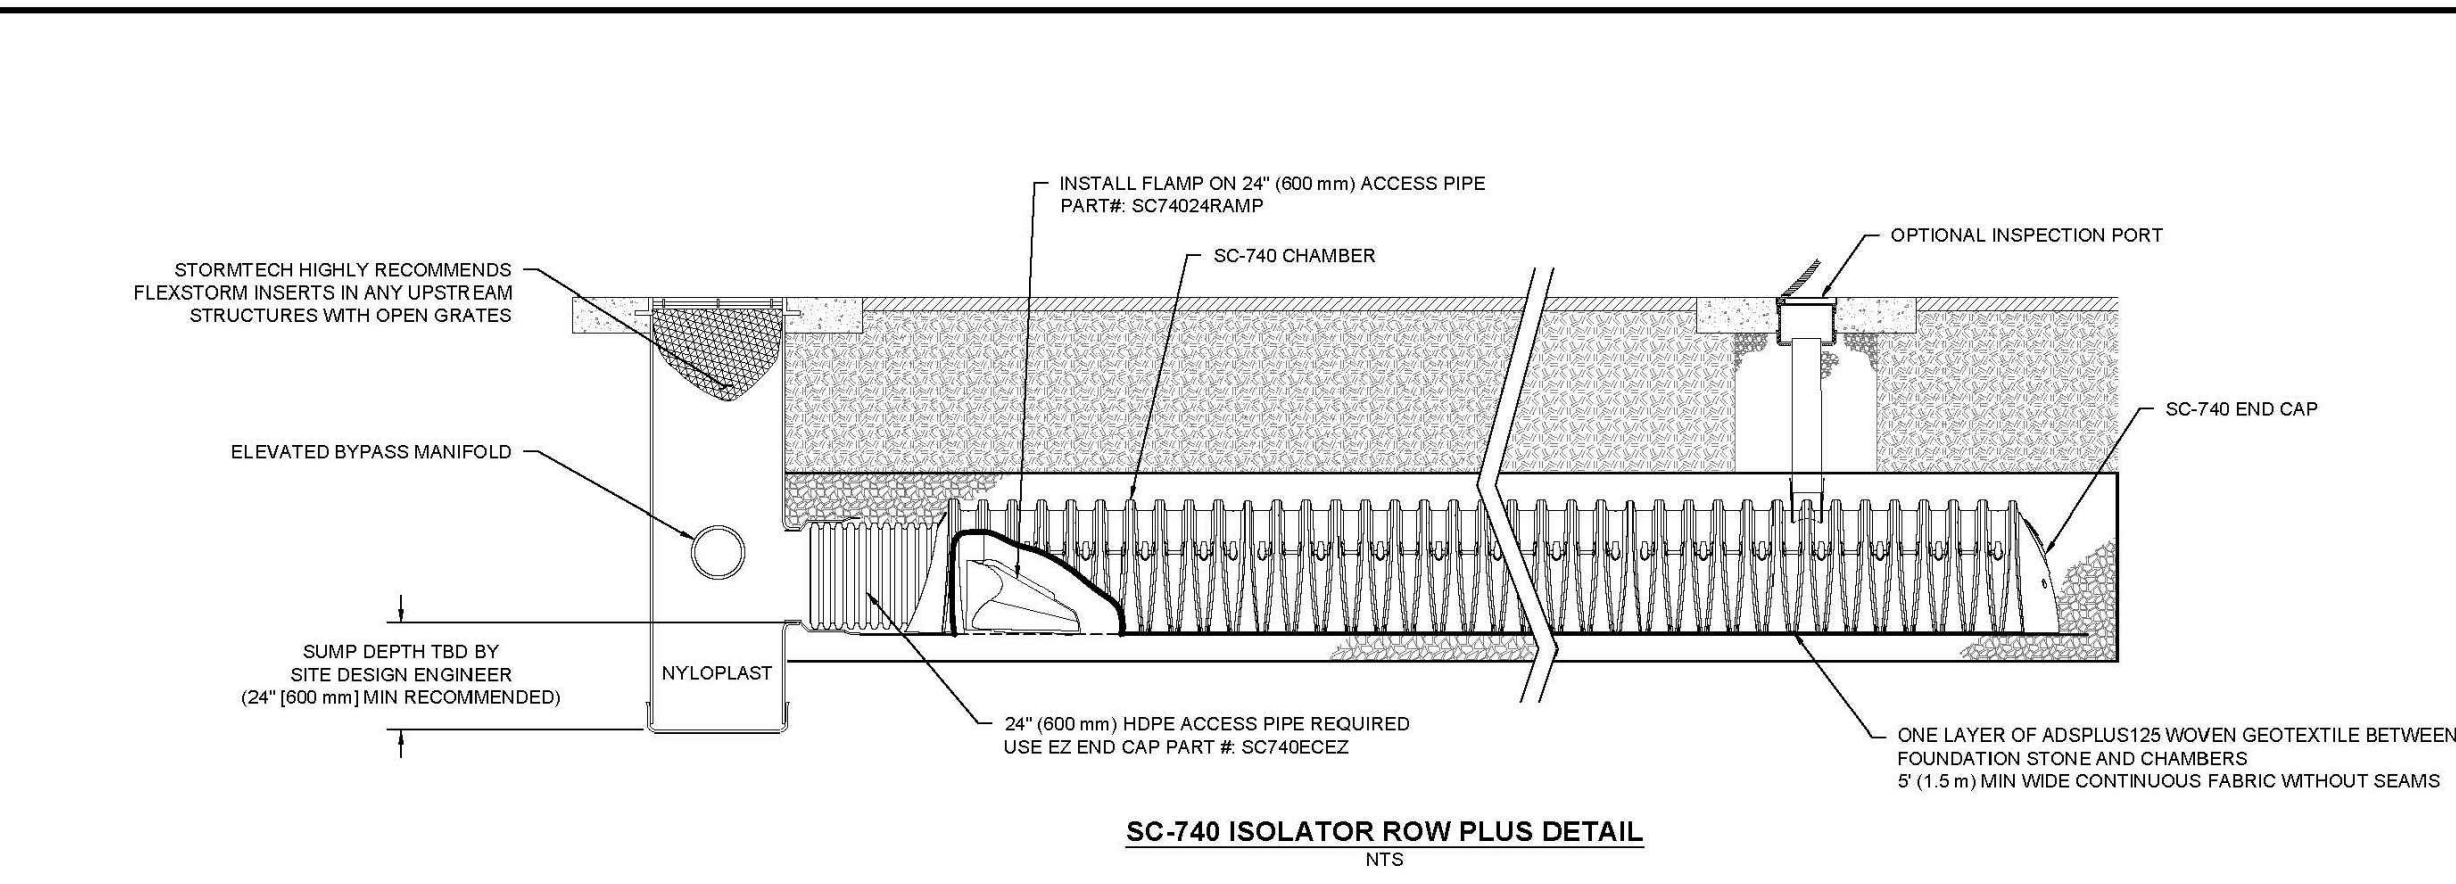 INSTALL FLAMP ON 24" (600 mm) ACCESS PIPE
PART#: SC74024RAMP
SC-740 CHAMBER
OPTIONAL INSPECTION PORT
STORMTECH HIGHLY RECOMMENDS
FLEXSTORM INSERTS IN ANY UPSTREAM
STRUCTURES WITH OPEN GRATES
SC-740 END CAP
ELEVATED BYPASS MANIFOLD
SUMP DEPTH TBD BY
SITE DESIGN ENGINEER
(24" [600 mm] MIN RECOMMENDED)
NYLOPLAST
24" (600 mm) HDPE ACCESS PIPE REQUIRED
USE EZ END CAP PART #: SC740ECEZ
ONE LAYER OF ADSPLUS125 WOVEN GEOTEXTILE BETWEEN
FOUNDATION STONE AND CHAMBERS
5' (1.5 m) MIN WIDE CONTINUOUS FABRIC WITHOUT SEAMS
SC-740 ISOLATOR ROW PLUS DETAIL
NTS